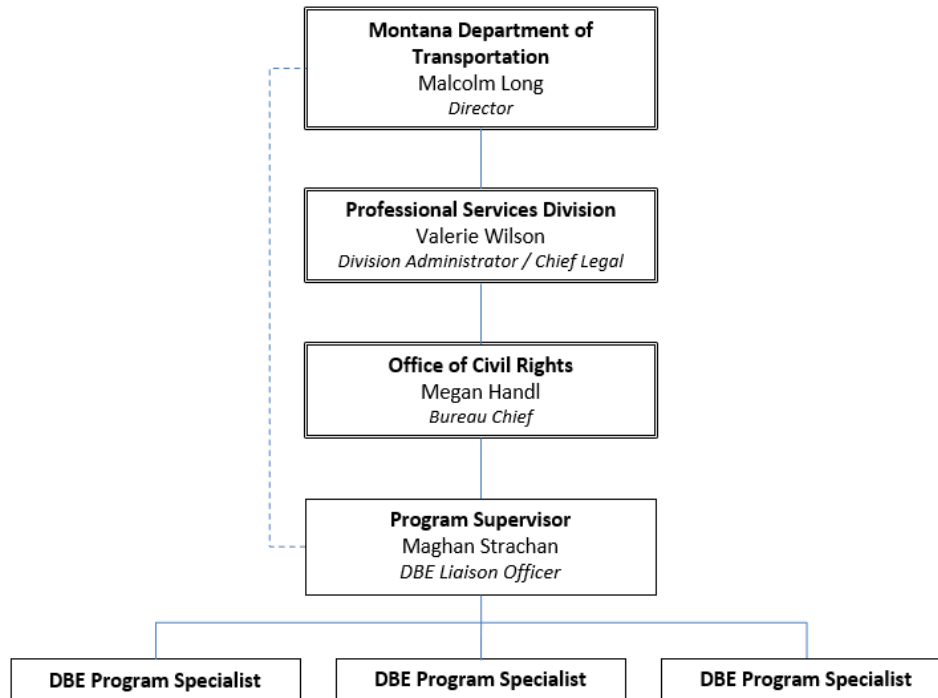 Montana Department of
Transportation
Malcolm Long
Director
Professional Services Division
Valerie Wilson
Division Administrator / Chief Legal
Office of Civil Rights
Megan Handl
Bureau Chief
Program Supervisor
Maghan Strachan
DBE Liaison Officer
DBE Program Specialist
DBE Program Specialist
DBE Program Specialist